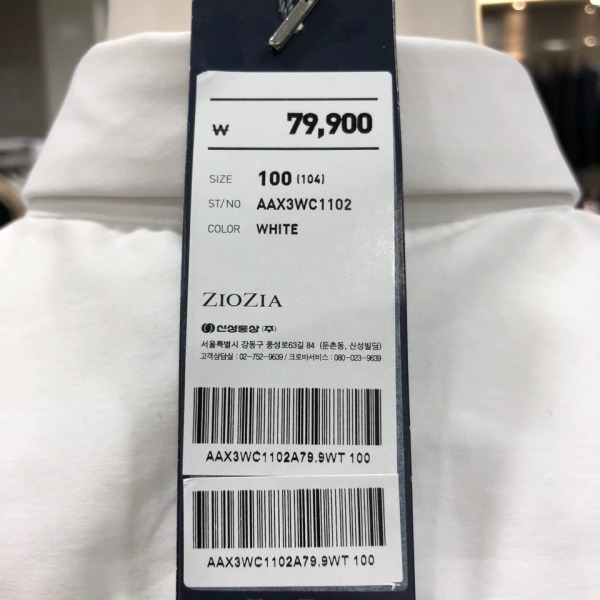 ₩ 79,900
SIZE 100 (104)
ST/NO AAX3WC1102
COLOR WHITE
ZIOZIA
신성통상(주)
서울특별시 강동구 풍성로63길 84 (둔촌동, 신성빌딩)
고객상담실 : 02-752-9639 / 크로바서비스 : 080-023-9639
AAX3WC1102A79.9WT 100
AAX3WC1102A79.9WT 100